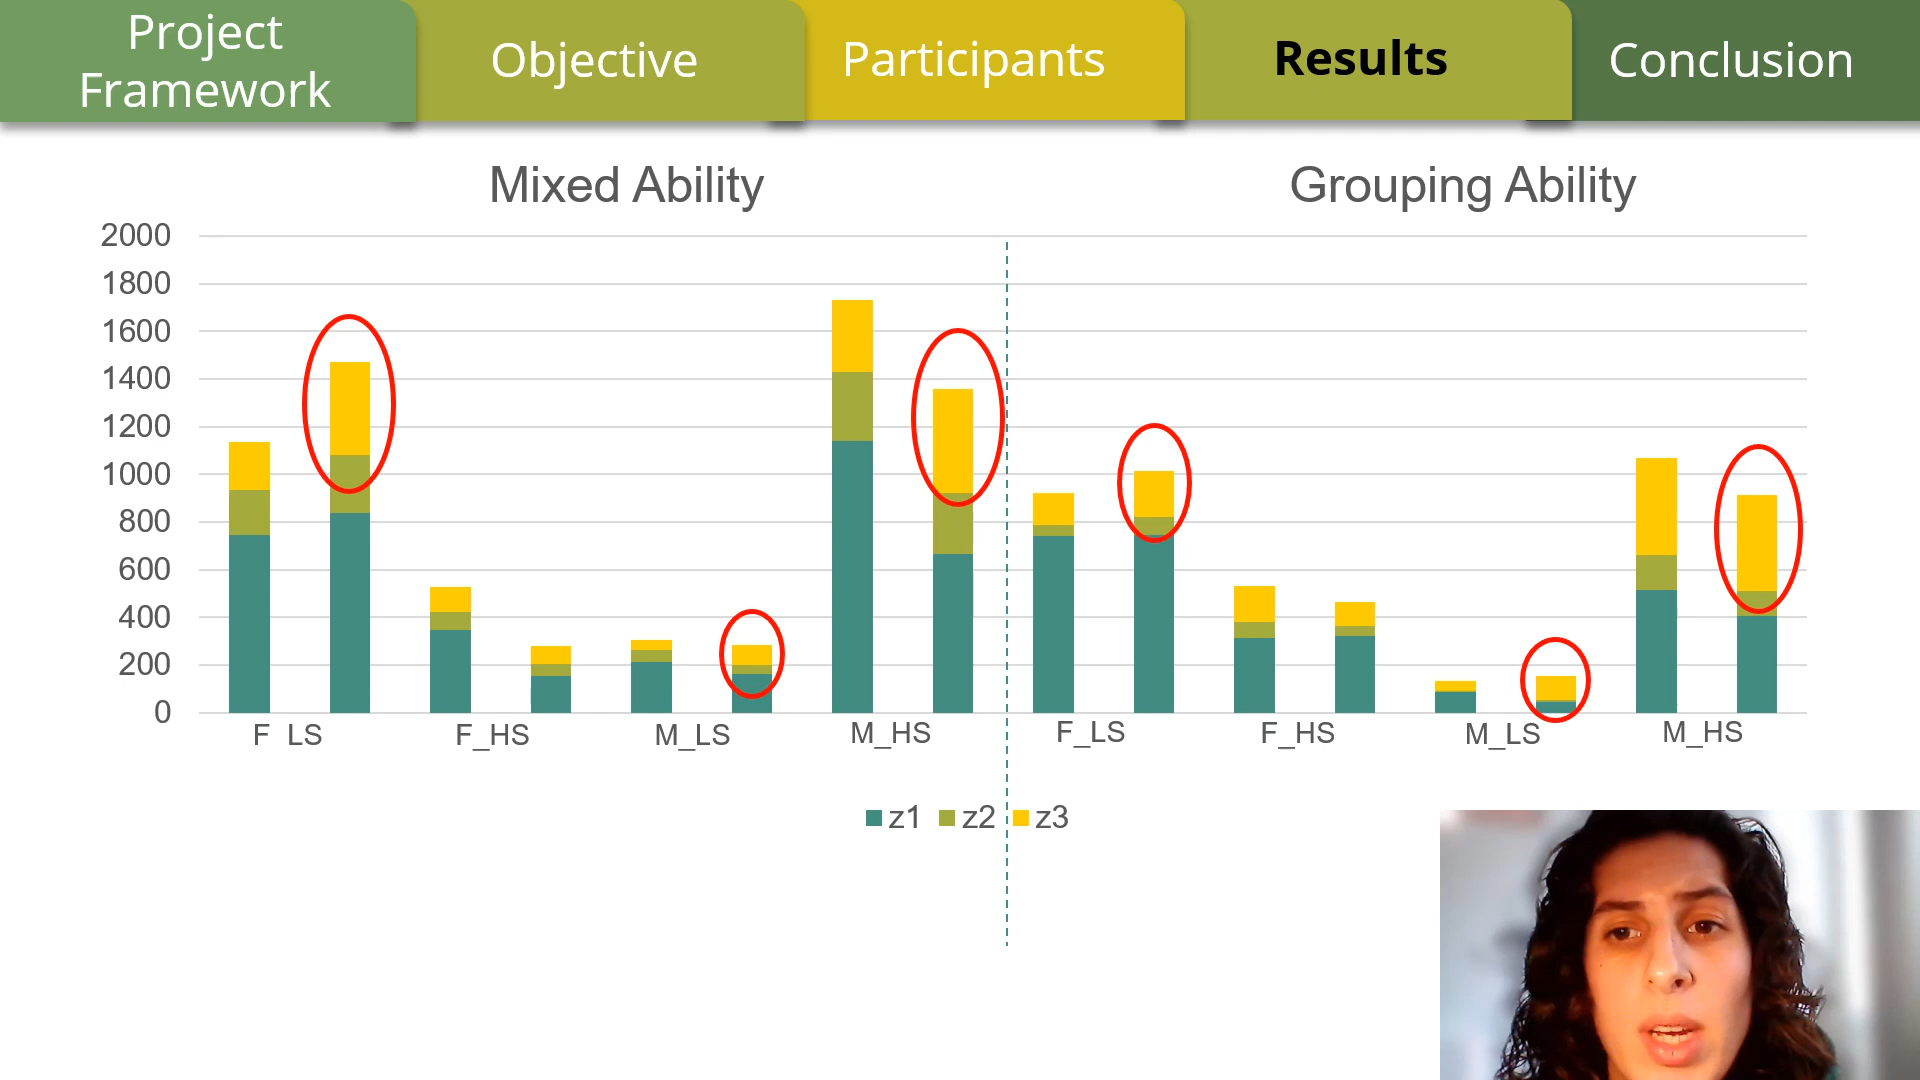 Project
Framework
Objective
Participants
Results
Conclusion
Mixed Ability
Grouping Ability
2000
1800
1600
1400
1200
1000
800
600
400
200
0
F LS
F_HS
M_LS
M_HS
F_LS
F_HS
M_LS
M_HS
z1 z2 z3